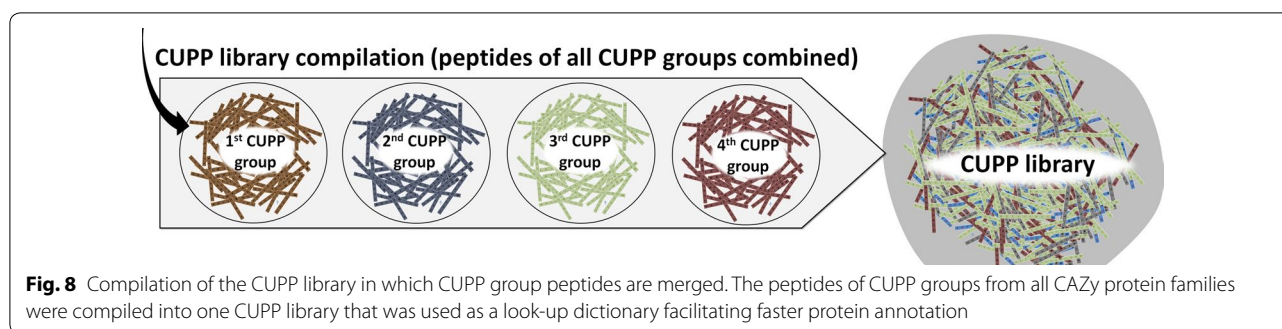 CUPP library compilation (peptides of all CUPP groups combined)
1st CUPP
group
2nd CUPP
group
3rd CUPP
group
4th CUPP
group
CUPP library
Fig. 8 Compilation of the CUPP library in which CUPP group peptides are merged. The peptides of CUPP groups from all CAZy protein families
were compiled into one CUPP library that was used as a look-up dictionary facilitating faster protein annotation